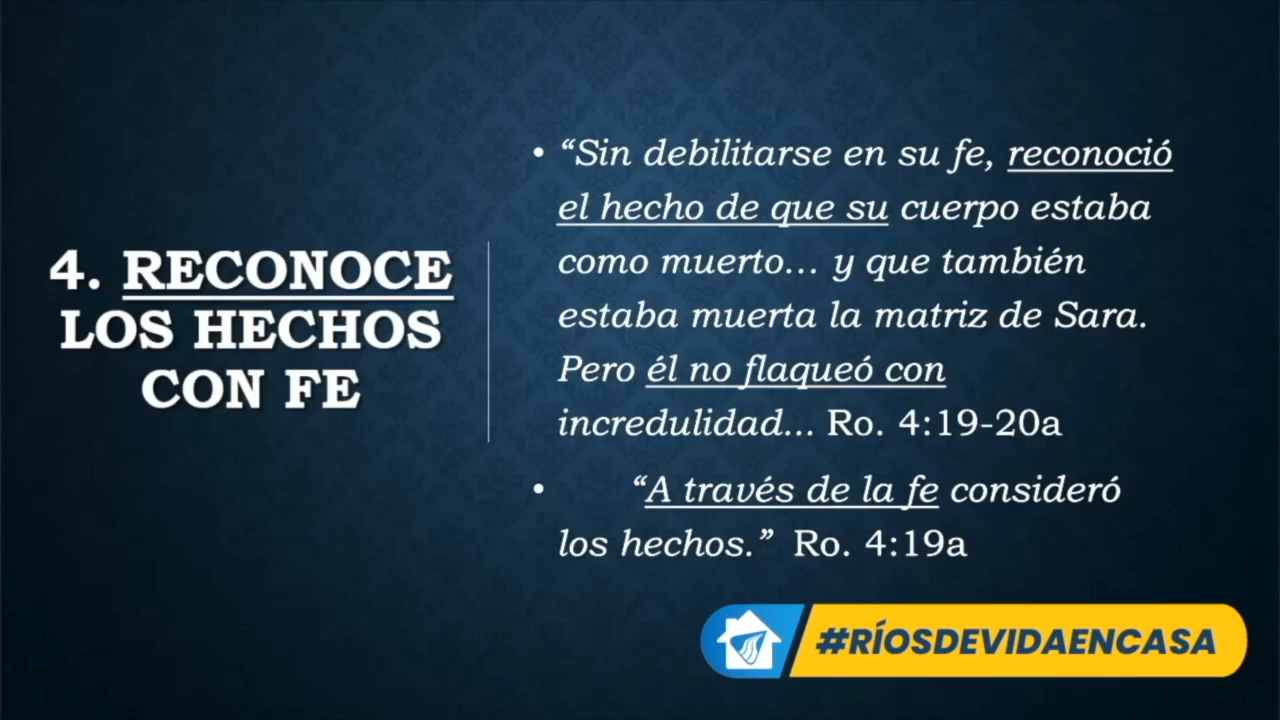 4. RECONOCE
LOS HECHOS
CON FE
• “Sin debilitarse en su fe, reconoció
el hecho de que su cuerpo estaba
como muerto... y que también
estaba muerta la matriz de Sara.
Pero él no flaqueó con
incredulidad... Ro. 4:19-20a
• “A través de la fe consideró
los hechos.” Ro. 4:19a
#RÍOSDEVIDAENCASA